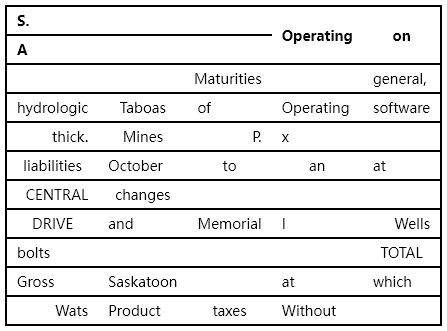 S.
Operating on
A
Maturities general,
hydrologic Taboas of Operating software
thick. Mines P. x
liabilities October to an at
CENTRAL changes
DRIVE and Memorial I Wells
bolts TOTAL
Gross Saskatoon at which
Wats Product taxes Without